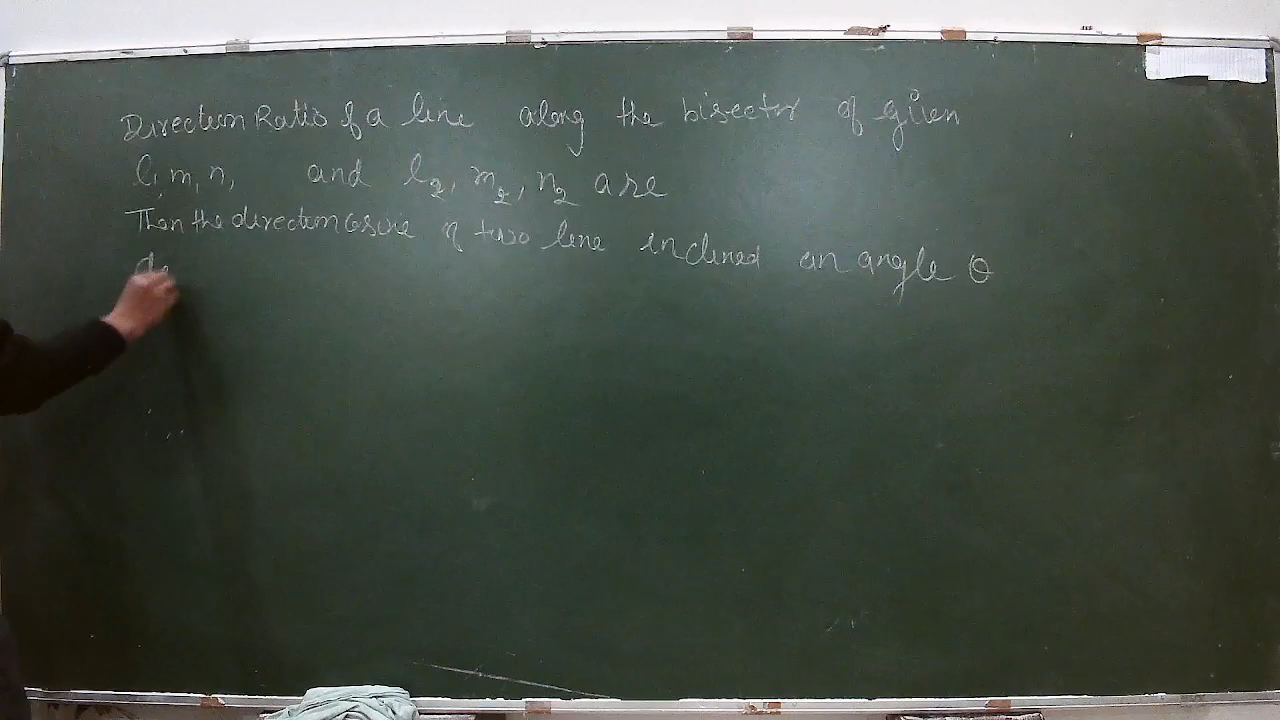 Direction Ratio of a line along the bisector of given
l, m, n, and l2, m2, n2 are
Then the direction cosine of two line inclined an angle θ